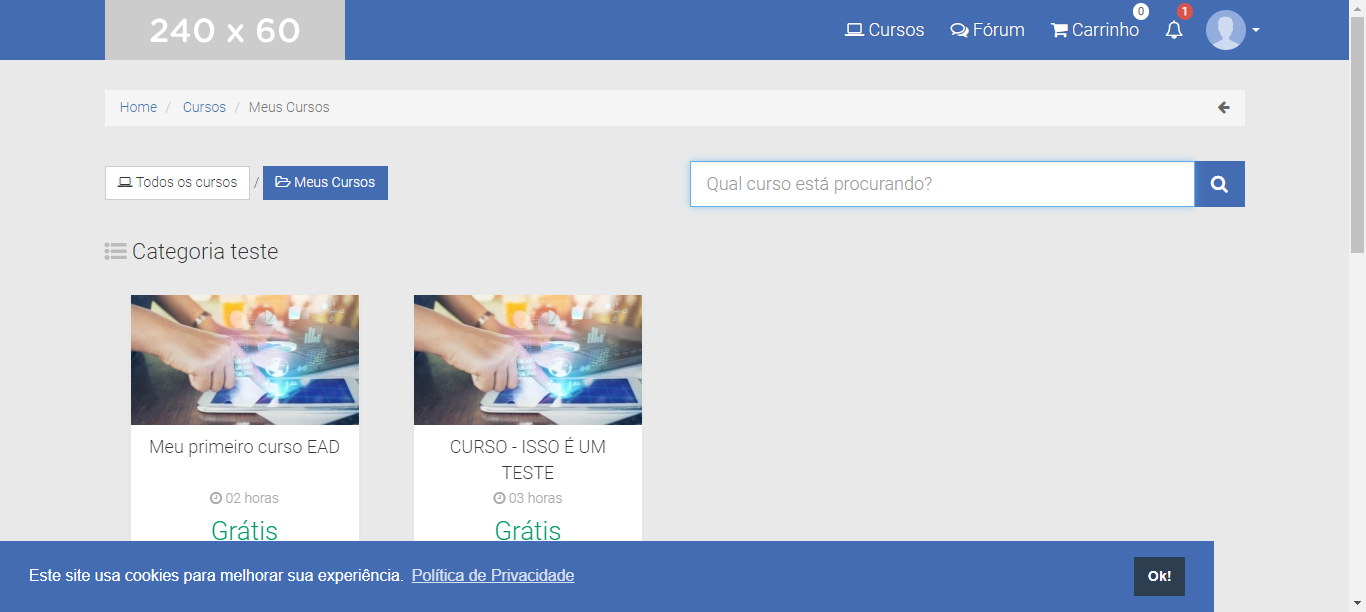 240 x 60
Cursos
Fórum
Carrinho
0
1
Home / Cursos / Meus Cursos
Todos os cursos / Meus Cursos
Qual curso está procurando?
Categoria teste
Meu primeiro curso EAD
02 horas
Grátis
CURSO - ISSO É UM
TESTE
03 horas
Grátis
Este site usa cookies para melhorar sua experiência. Política de Privacidade
Ok!